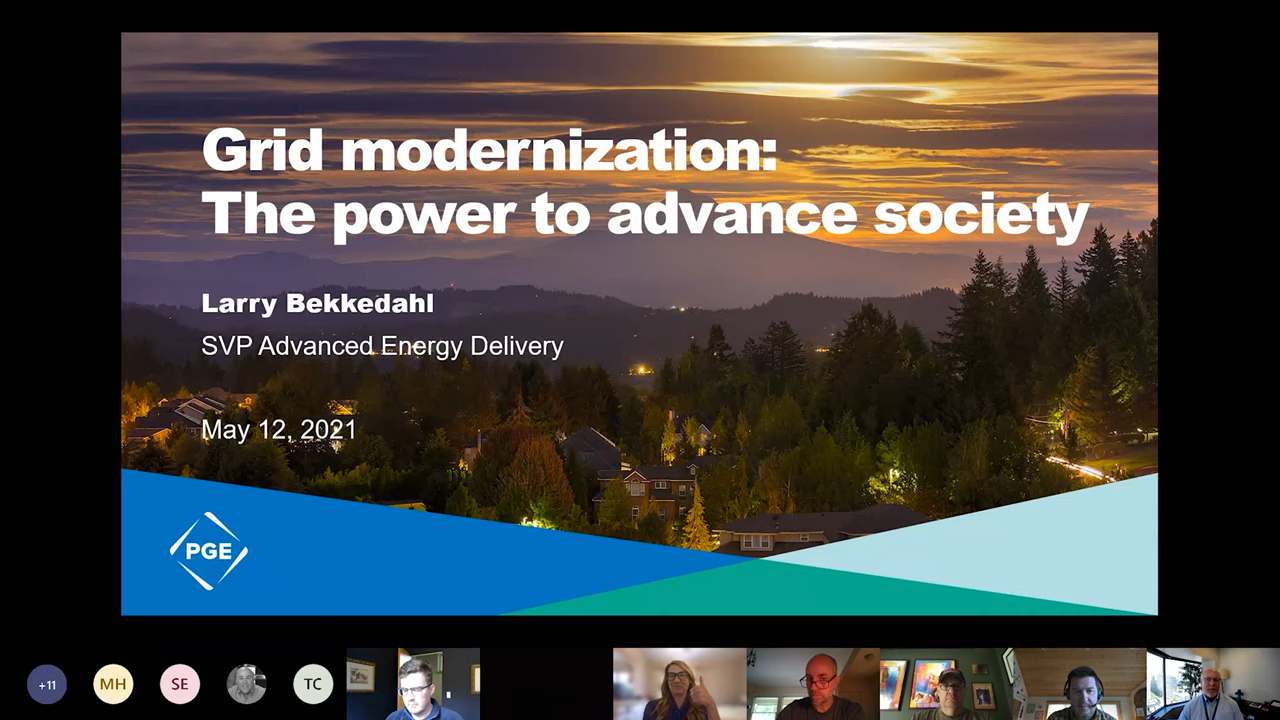 Grid modernization:
The power to advance society
Larry Bekkedahl
SVP Advanced Energy Delivery
May 12, 2021
PGE
+11
MH
SE
TC